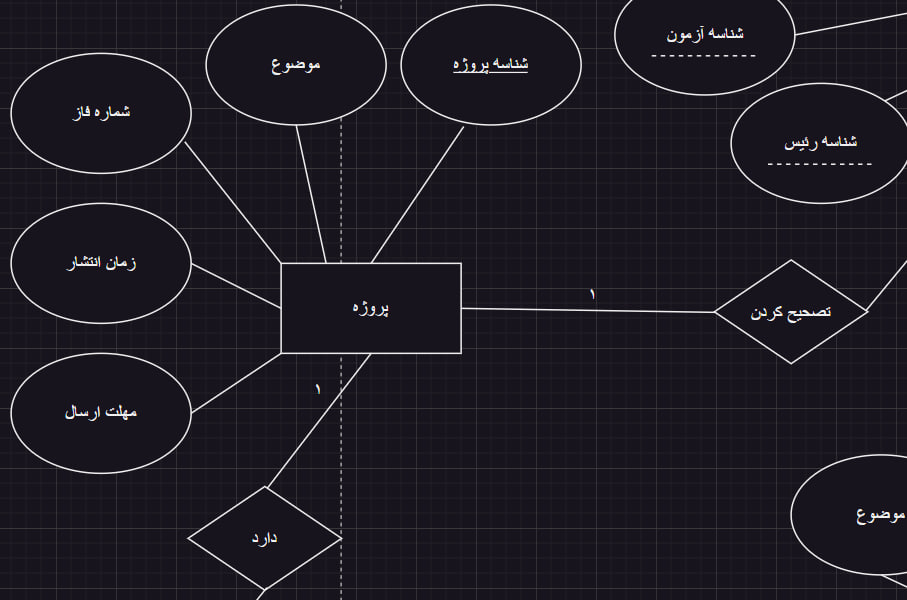 شناسه آزمون
شناسه پروژه
موضوع
شماره فاز
شناسه رئیس
زمان انتشار
پروژه
۱
تصحیح کردن
۱
مهلت ارسال
موضوع
دارد